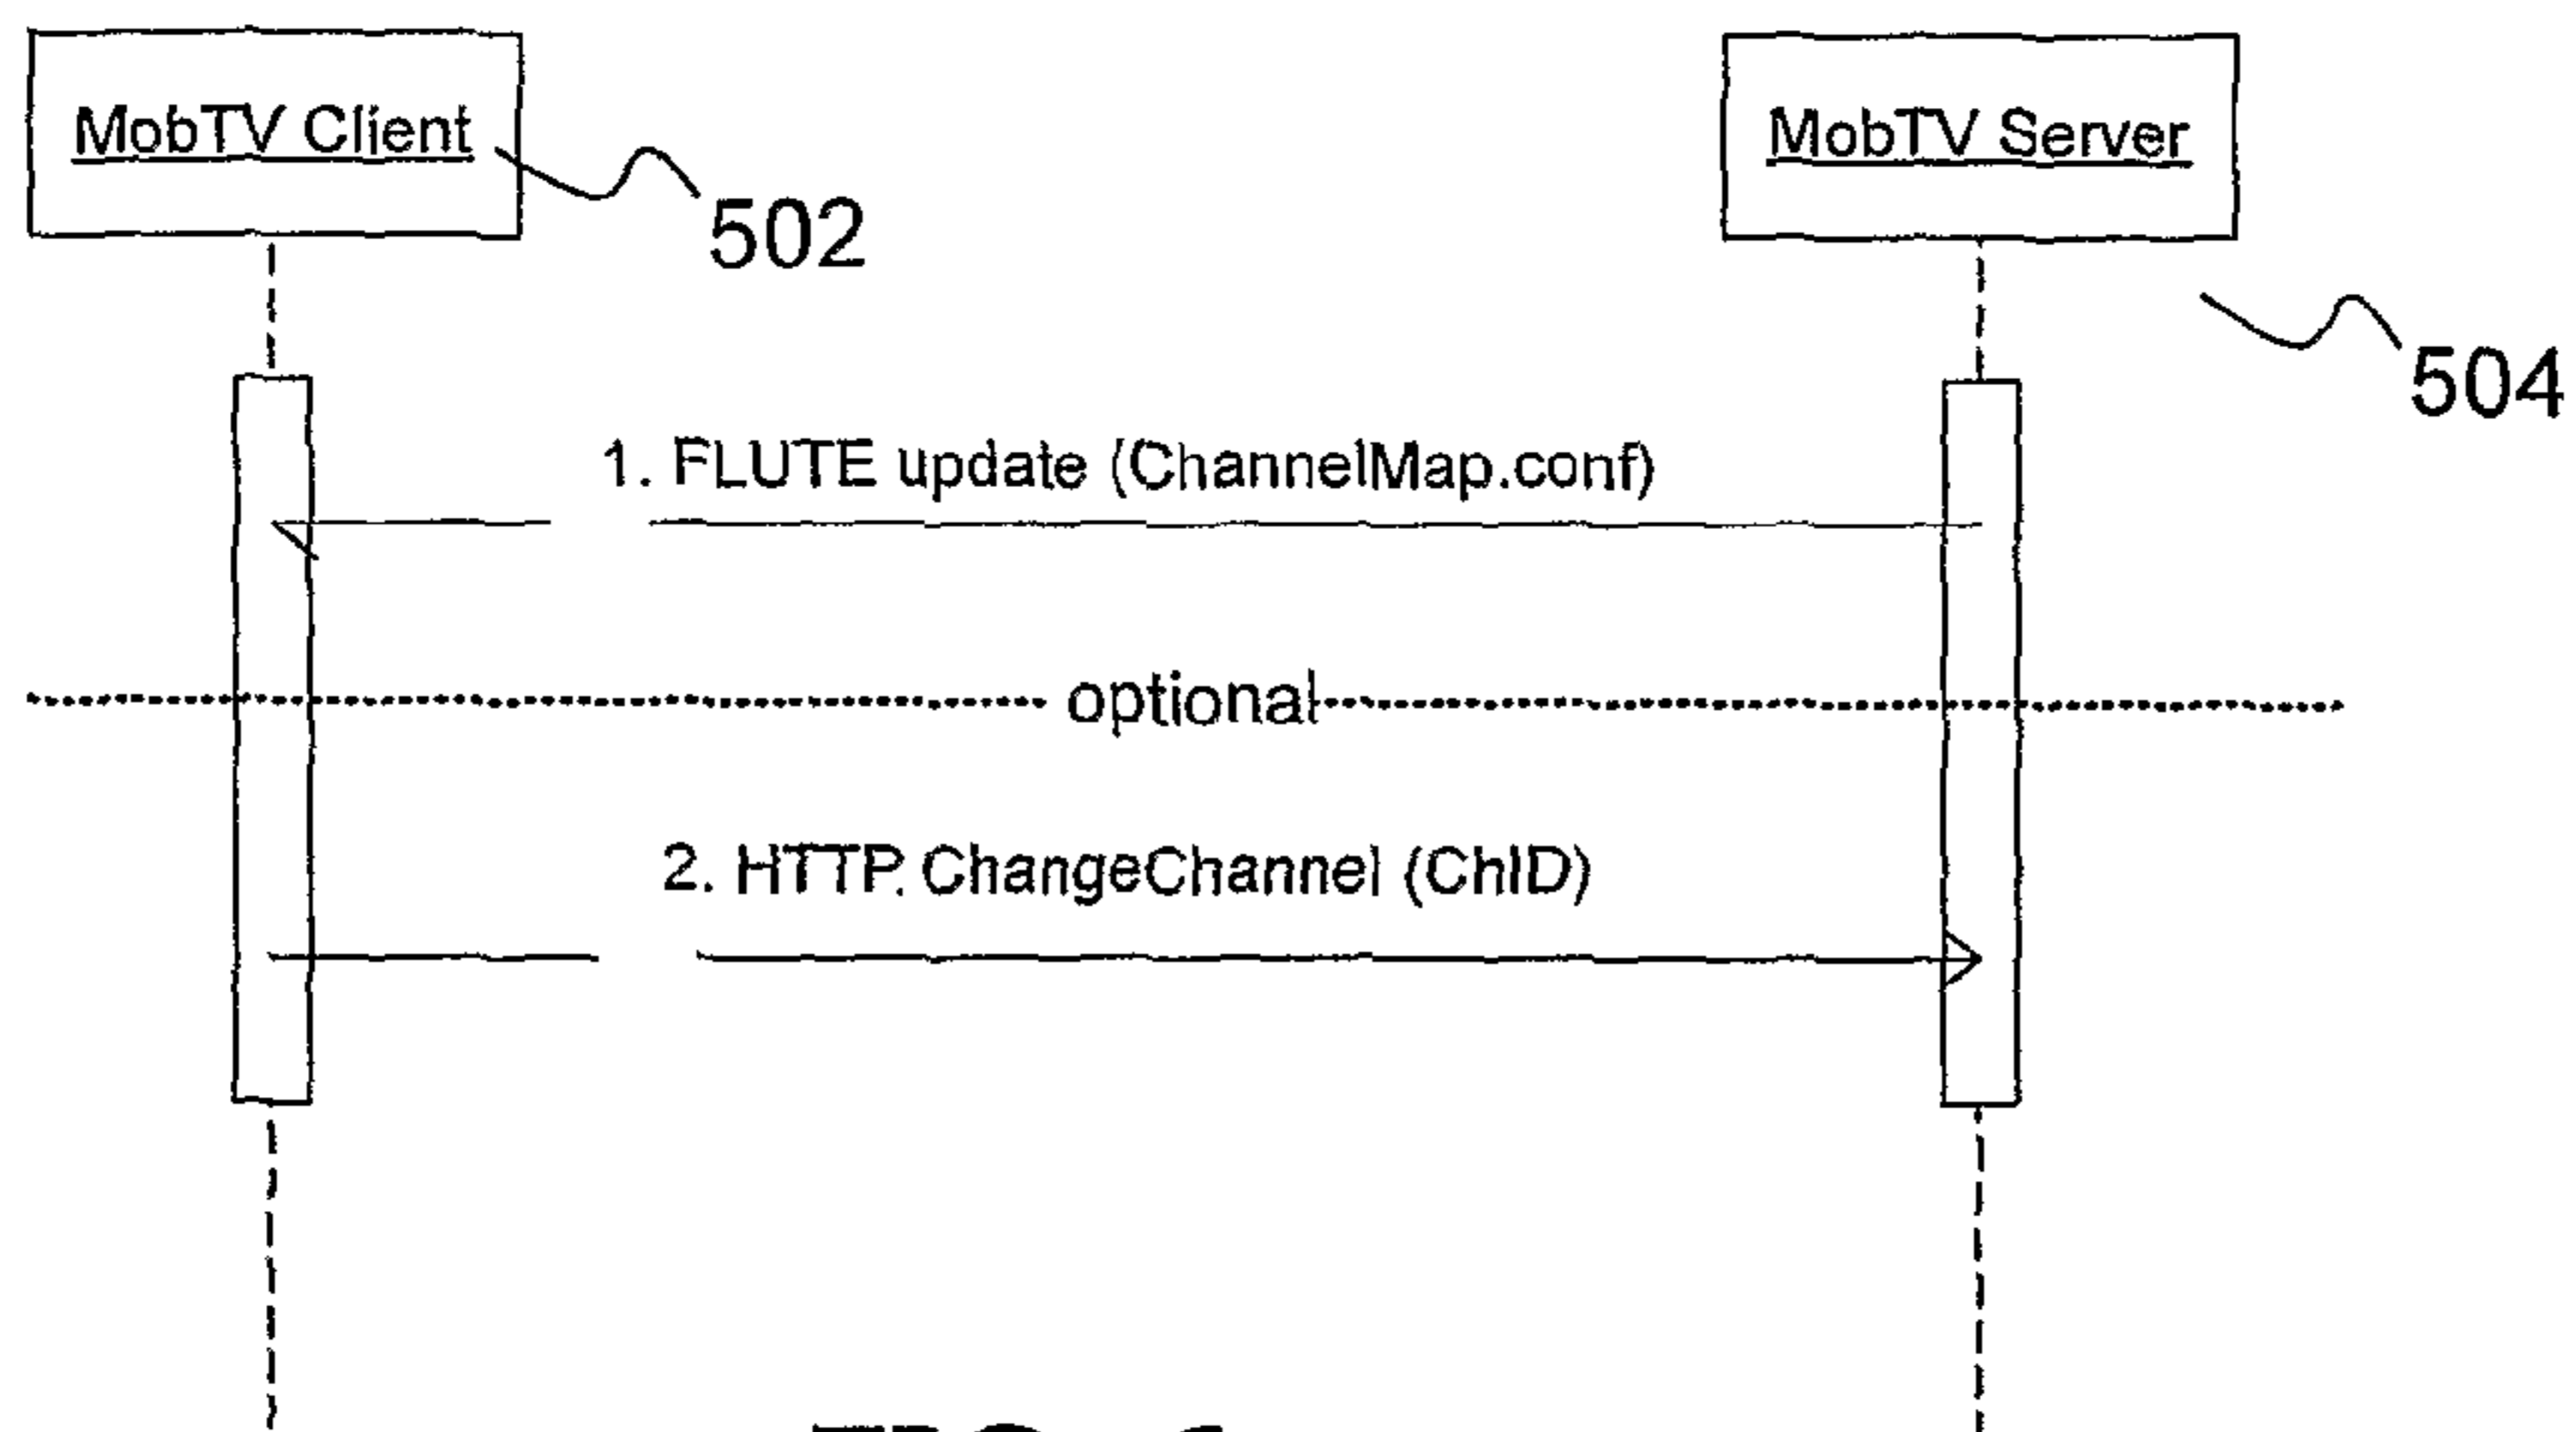 MobTV Client
MobTV Server
502
504
1. FLUTE update (ChannelMap.conf)
optional
2. HTTP. ChangeChannel (ChID)